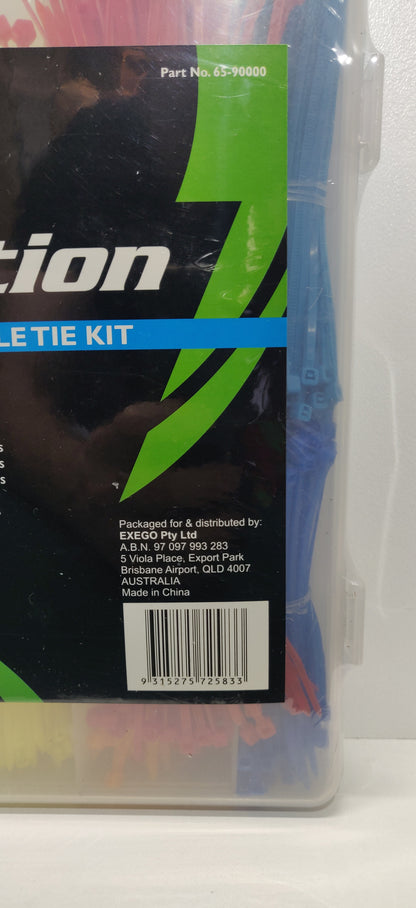 Part No. 65-90000
tion
LE TIE KIT
s
s
s
Packaged for & distributed by:
EXEGO Pty Ltd
A.B.N. 97 097 993 283
5 Viola Place, Export Park
Brisbane Airport, QLD 4007
AUSTRALIA
Made in China
9 315275 725833